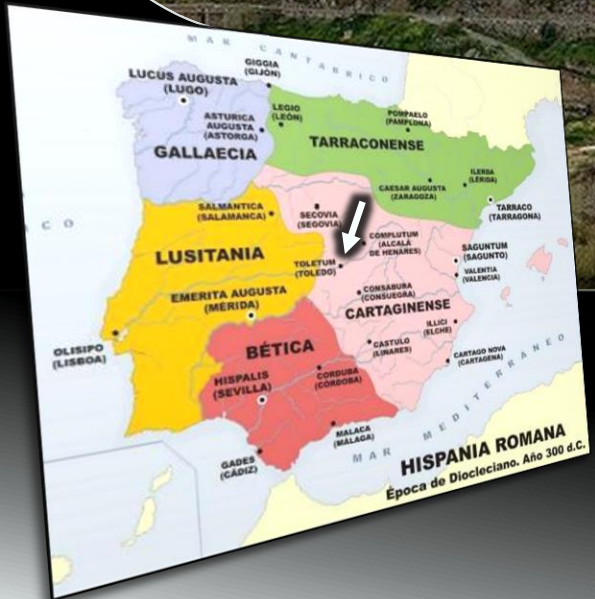 MAR CANTABRICO
GIGGIA
(GIJÓN)
LUCUS AUGUSTA
(LUGO)
LEGIO
(LEÓN)
ASTURICA
AUGUSTA
(ASTORGA)
POMPAELO
(PAMPLONA)
TARRACONENSE
GALLAECIA
ILERDA
(LÉRIDA)
CAESAR AUGUSTA
(ZARAGOZA)
TARRACO
(TARRAGONA)
SALMANTICA
(SALAMANCA)
SECOVIA
(SEGOVIA)
CO
COMPLUTUM
(ALCALÁ
DE HENARES)
LUSITANIA
TOLETUM
(TOLEDO)
SAGUNTUM
(SAGUNTO)
VALENTIA
(VALENCIA)
EMERITA AUGUSTA
(MÉRIDA)
CONSABURA
(CONSUEGRA)
CARTAGINENSE
ILLICI
(ELCHE)
OLISIPO
(LISBOA)
BÉTICA
CASTULO
(LINARES)
CARTAGO NOVA
(CARTAGENA)
HISPALIS
(SEVILLA)
CORDUBA
(CÓRDOBA)
MALACA
(MÁLAGA)
MAR MEDITERRÁNEO
GADES
(CÁDIZ)
HISPANIA ROMANA
Época de Diocleciano. Año 300 d.C.